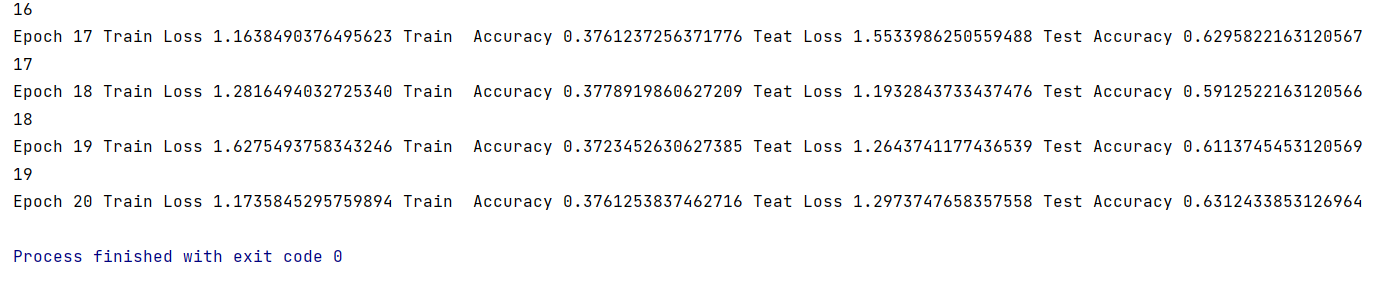 16
Epoch 17 Train Loss 1.1638490376495623 Train  Accuracy 0.3761237256371776 Teat Loss 1.5533986250559488 Test Accuracy 0.6295822163120567
17
Epoch 18 Train Loss 1.2816494032725340 Train  Accuracy 0.3778919860627209 Teat Loss 1.1932843733437476 Test Accuracy 0.5912522163120566
18
Epoch 19 Train Loss 1.6275493758343246 Train  Accuracy 0.3723452630627385 Teat Loss 1.2643741177436539 Test Accuracy 0.6113745453120569
19
Epoch 20 Train Loss 1.1735845295759894 Train  Accuracy 0.3761253837462716 Teat Loss 1.2973747658357558 Test Accuracy 0.6312433853126964
Process finished with exit code 0